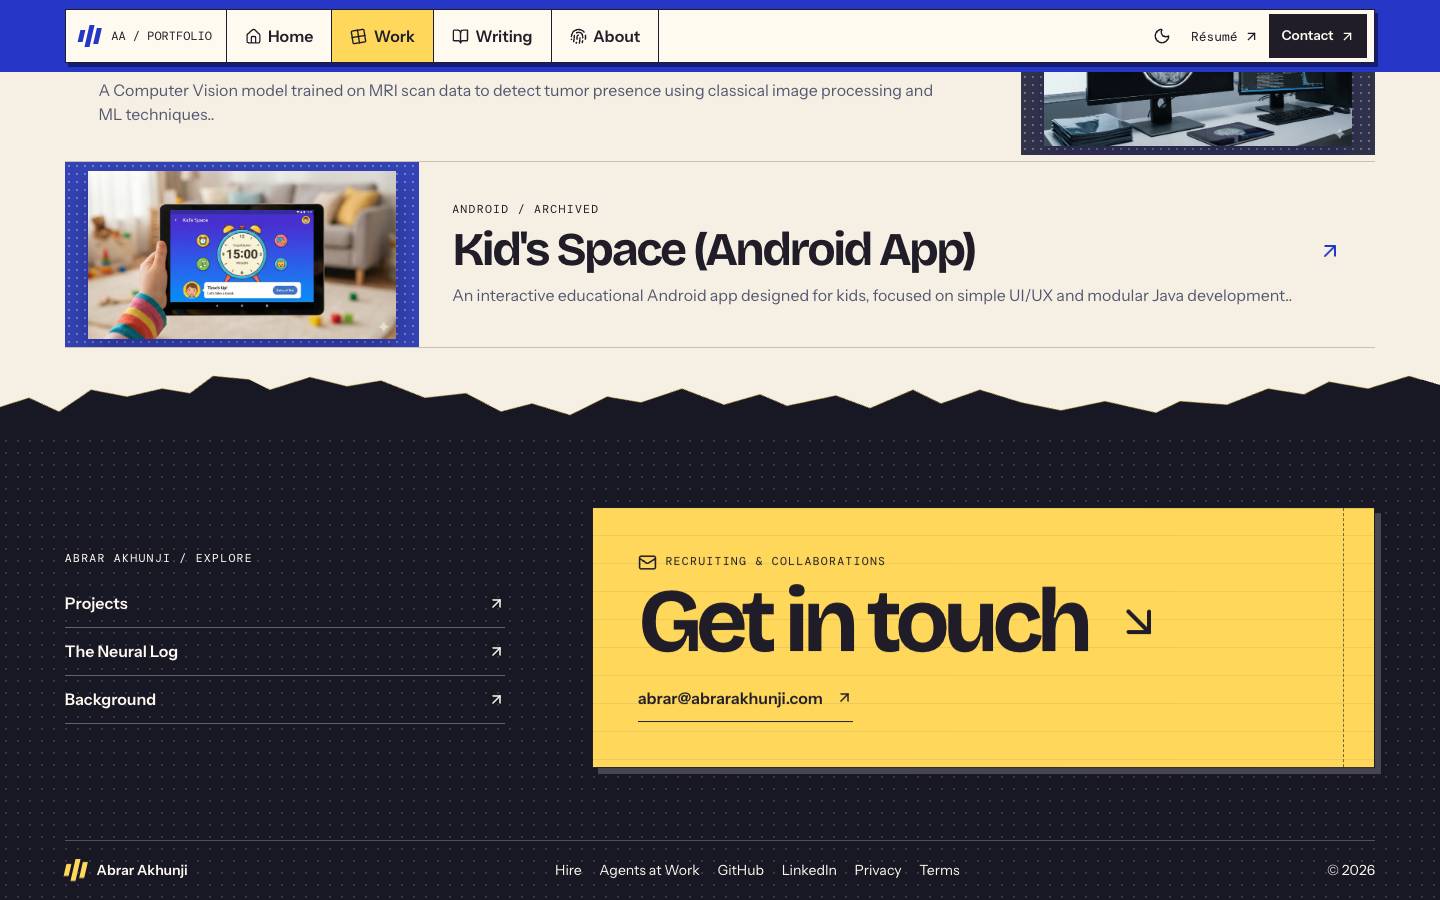 AA / PORTFOLIO
Home
Work
Writing
About
Résumé
Contact
A Computer Vision model trained on MRI scan data to detect tumor presence using classical image processing and
ML techniques..
Kid's Space
15:00
ANDROID / ARCHIVED
Kid's Space (Android App)
An interactive educational Android app designed for kids, focused on simple UI/UX and modular Java development..
ABRAR AKHUNJI / EXPLORE
Projects
The Neural Log
Background
RECRUITING & COLLABORATIONS
Get in touch
abrar@abrarakhunji.com
Abrar Akhunji
Hire
Agents at Work
GitHub
LinkedIn
Privacy
Terms
© 2026